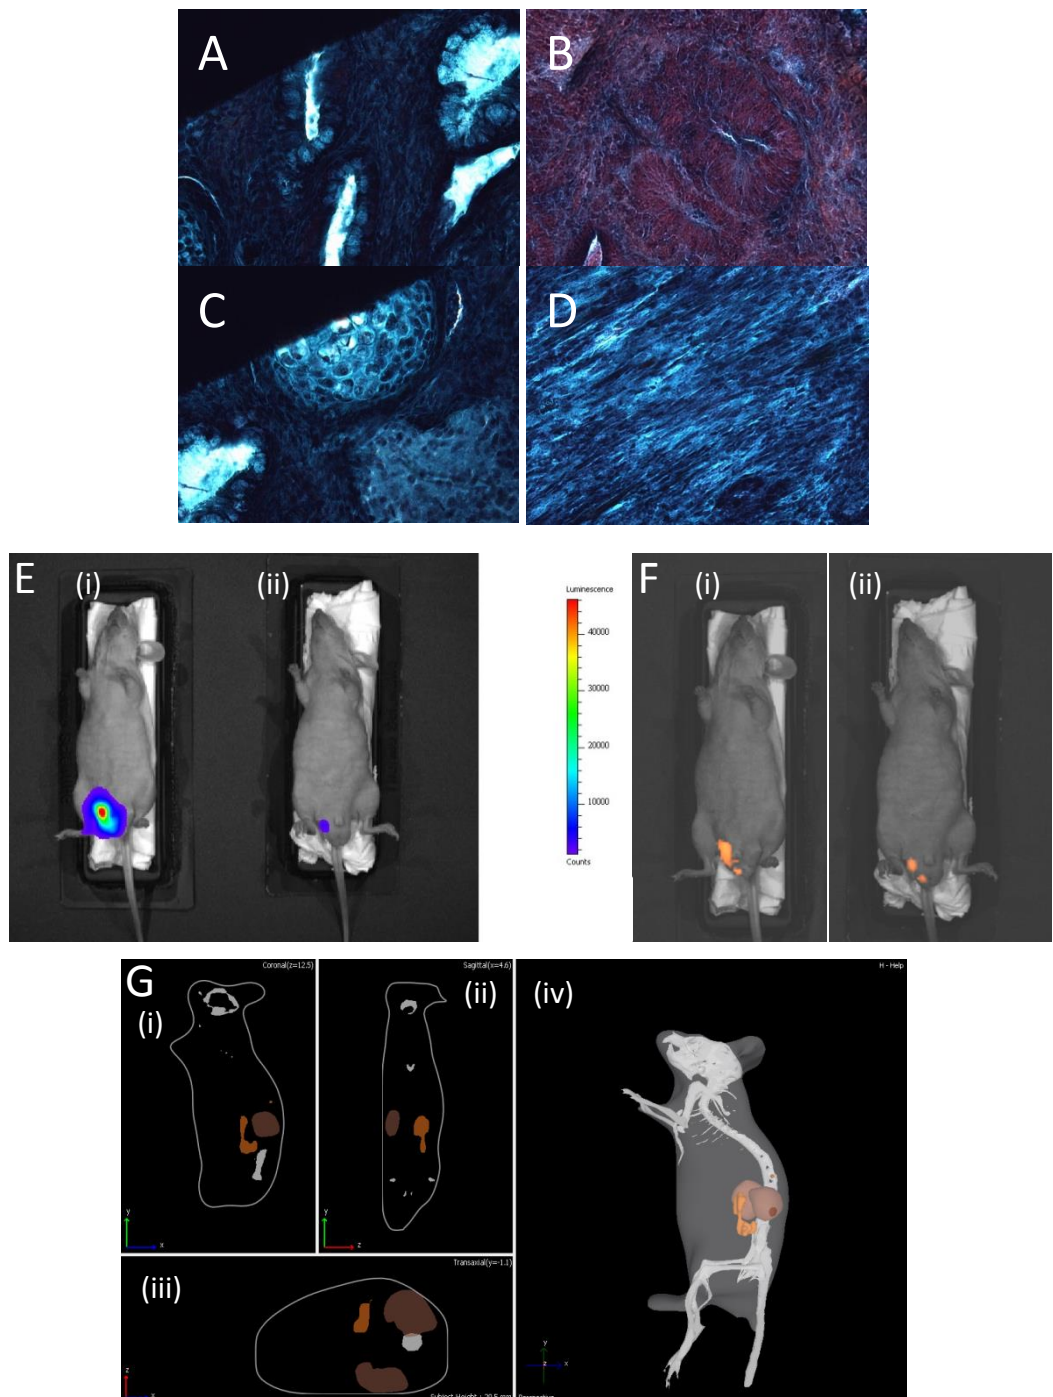 A
B
C
D
E
(i)
(ii)
Luminescence
40000
30000
20000
10000
Counts
F
(i)
(ii)
G
(i)
Coronal(z=12.5)
y
x
Sagittal(x=4.6)
(ii)
y
z
(iii)
Transaxial(y=-1.1)
z
(iv)
H - Help
y
z
x